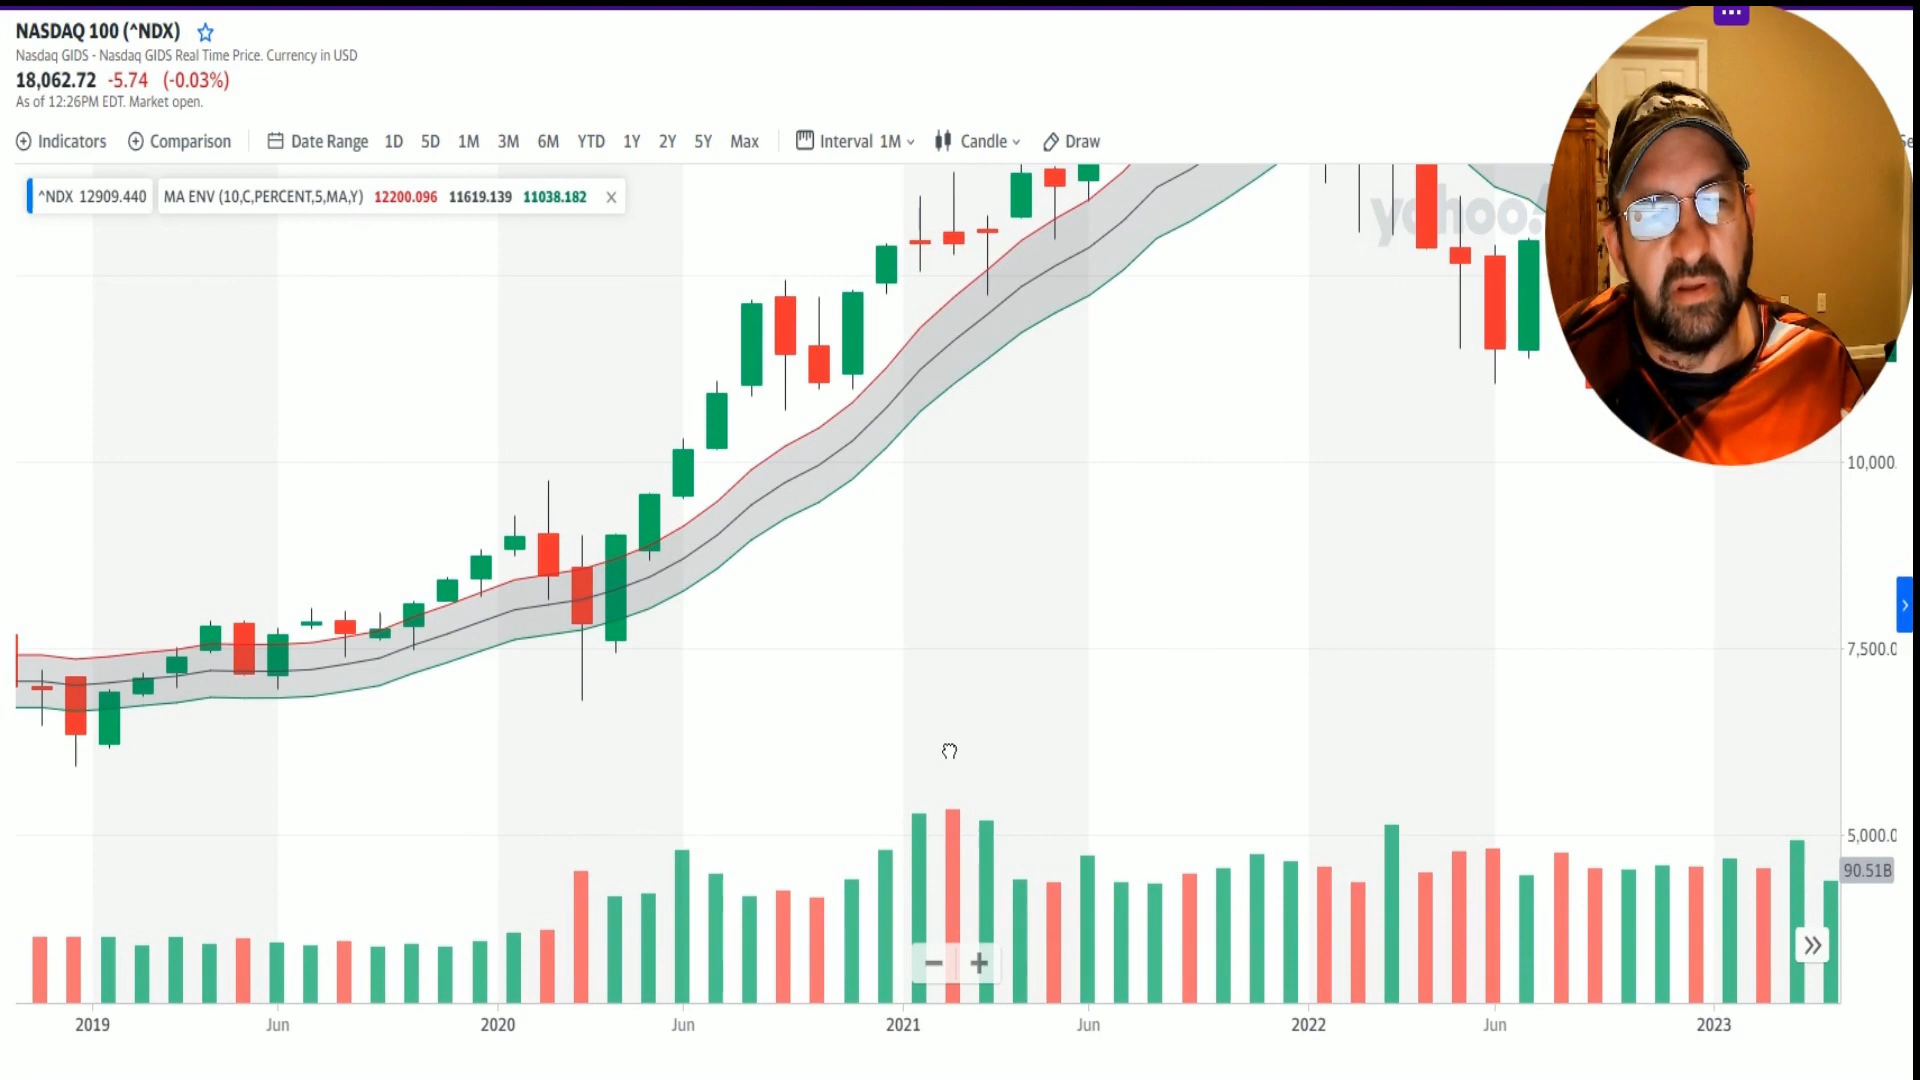 NASDAQ 100 (^NDX)
Nasdaq GIDS - Nasdaq GIDS Real Time Price. Currency in USD
18,062.72 -5.74 (-0.03%)
As of 12:26PM EDT. Market open.
Indicators Comparison Date Range 1D 5D 1M 3M 6M YTD 1Y 2Y 5Y Max Interval 1M Candle Draw
^NDX 12909.440 MA ENV (10,C,PERCENT,5,MA,Y) 12200.096 11619.139 11038.182 X
yahoo!
10,000.
7,500.0
5,000.0
90.51B
2019 Jun 2020 Jun 2021 Jun 2022 Jun 2023